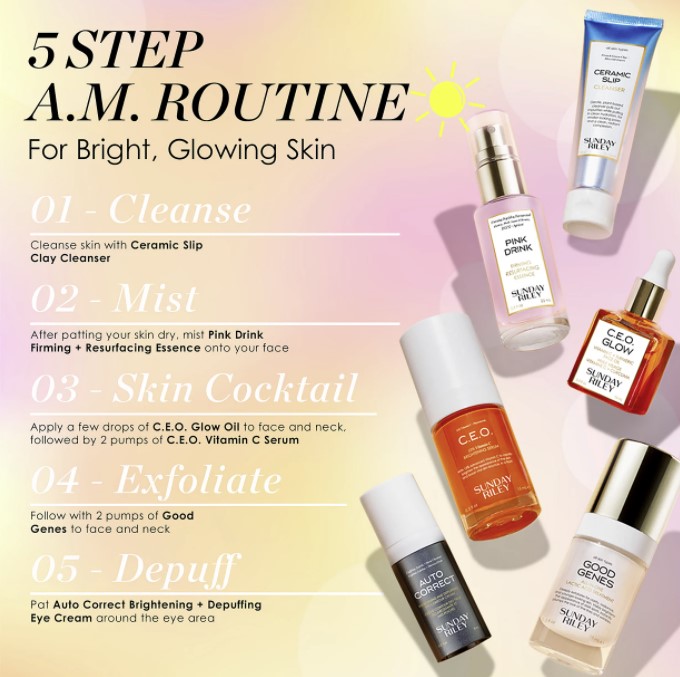 5 STEP
A.M. ROUTINE
For Bright, Glowing Skin
01 - Cleanse
Cleanse skin with Ceramic Slip
Clay Cleanser
02 - Mist
After patting your skin dry, mist Pink Drink
Firming + Resurfacing Essence onto your face
03 - Skin Cocktail
Apply a few drops of C.E.O. Glow Oil to face and neck,
followed by 2 pumps of C.E.O. Vitamin C Serum
04 - Exfoliate
Follow with 2 pumps of Good
Genes to face and neck
05 - Depuff
Pat Auto Correct Brightening + Depuffing
Eye Cream around the eye area
CERAMIC
SLIP
CLEANSER
SUNDAY
RILEY
PINK
DRINK
FIRMING
RESURFACING
ESSENCE
SUNDAY
RILEY
C.E.O.
GLOW
SUNDAY
RILEY
C.E.O.
SUNDAY
RILEY
AUTO
CORRECT
SUNDAY
RILEY
GOOD
GENES
SUNDAY
RILEY